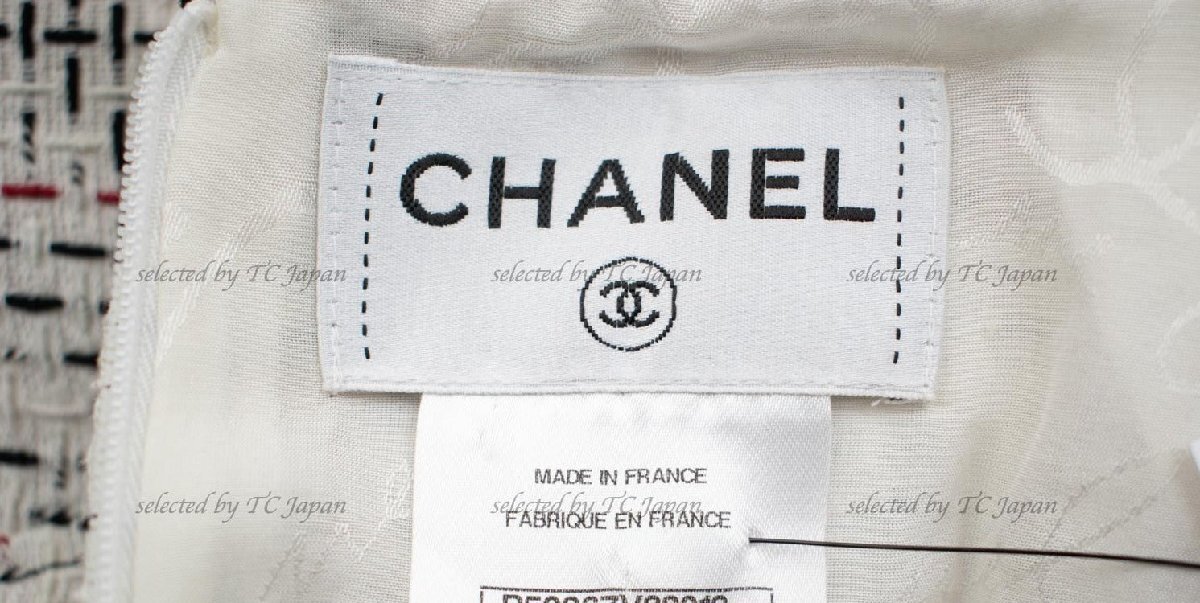 CHANEL
selected by TC Japan selected by TC Japan selected by TC Japan
MADE IN FRANCE
selected by TC Japan selected by TC Japan selected by TC Japan
FABRIQUE EN FRANCE